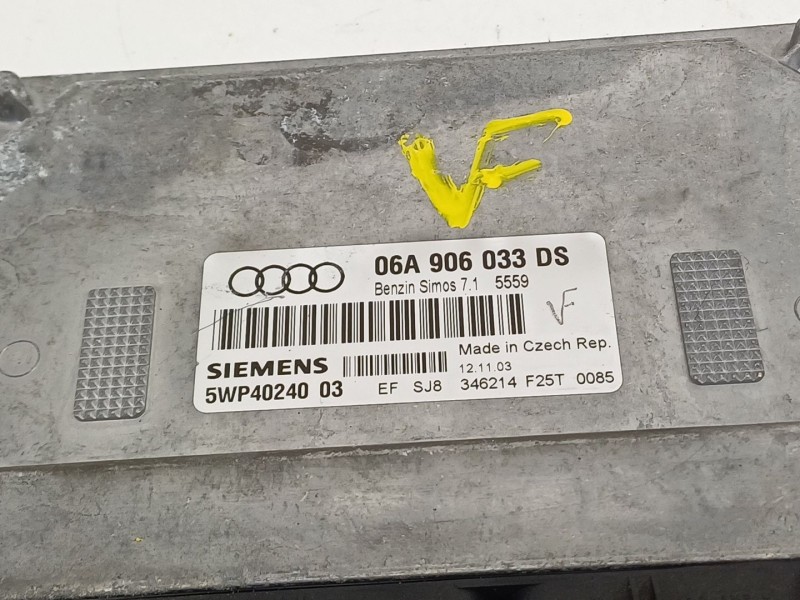 VF
06A 906 033 DS
Benzin Simos 7.1 5559
VF
SIEMENS
Made in Czech Rep.
12.11.03
5WP40240 03 EF SJ8 346214 F25T 0085